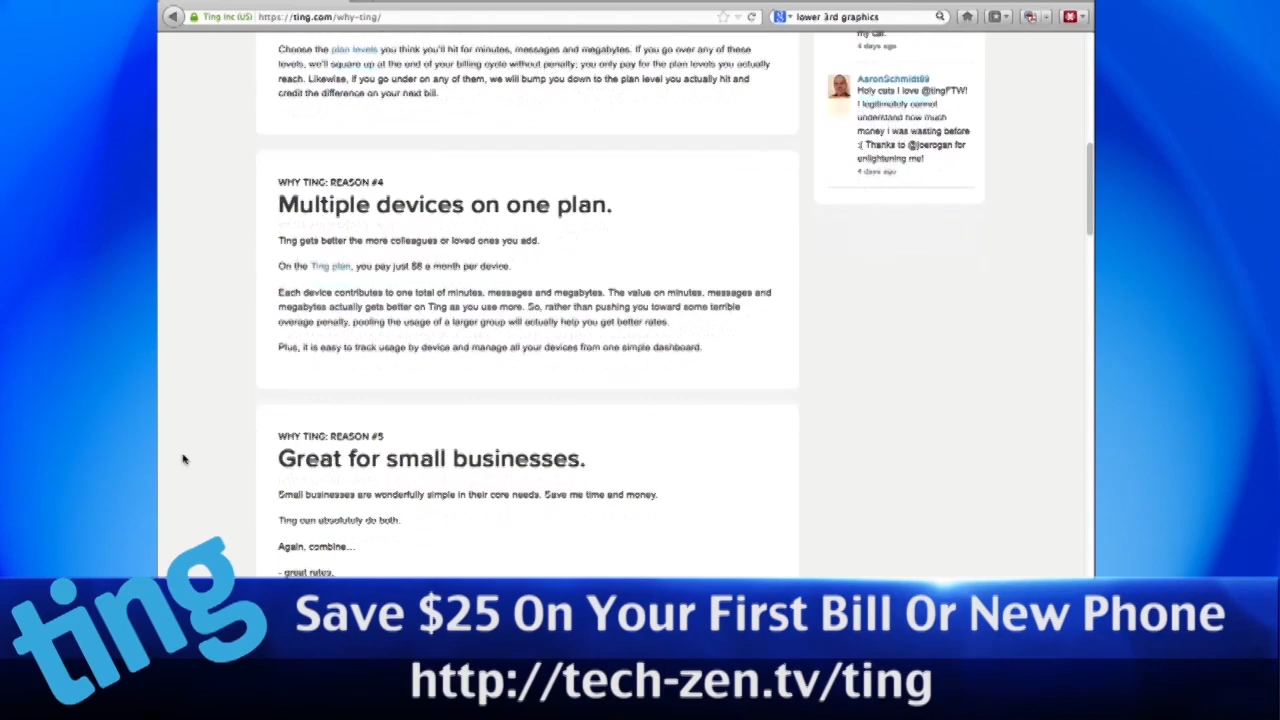 Ting Inc (US) https://ting.com/why-ting/
lower 3rd graphics
Choose the plan levels you think you'll hit for minutes, messages and megabytes. If you go over any of these
levels, we'll square up at the end of your billing cycle without penalty; you only pay for the plan levels you actually
reach. Likewise, if you go under on any of them, we will bump you down to the plan level you actually hit and
credit the difference on your next bill.
WHY TING: REASON #4
Multiple devices on one plan.
Ting gets better the more colleagues or loved ones you add.
On the Ting plan, you pay just $6 a month per device.
Each device contributes to one total of minutes, messages and megabytes. The value on minutes, messages and
megabytes actually gets better on Ting as you use more. So, rather than pushing you toward some terrible
overage penalty, pooling the usage of a larger group will actually help you get better rates.
Plus, it is easy to track usage by device and manage all your devices from one simple dashboard.
WHY TING: REASON #5
Great for small businesses.
Small businesses are wonderfully simple in their core needs. Save me time and money.
Ting can absolutely do both.
Again, combine...
- great rates,
my car.
4 days ago
AaronSchmidt89
Holy cats I love @tingFTW!
I legitimately cannot
understand how much
money I was wasting before
:( Thanks to @joerogan for
enlightening me!
4 days ago
ting
Save $25 On Your First Bill Or New Phone
http://tech-zen.tv/ting